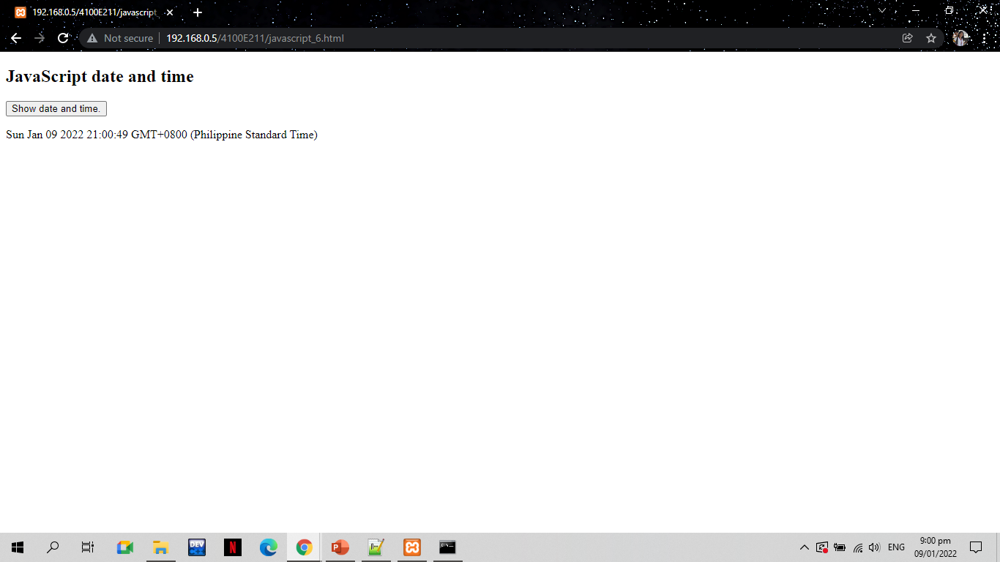 192.168.0.5/4100E211/javascript
Not secure
192.168.0.5/4100E211/javascript_6.html
JavaScript date and time
Show date and time.
Sun Jan 09 2022 21:00:49 GMT+0800 (Philippine Standard Time)
DEV
N
P
ENG
9:00 pm
09/01/2022